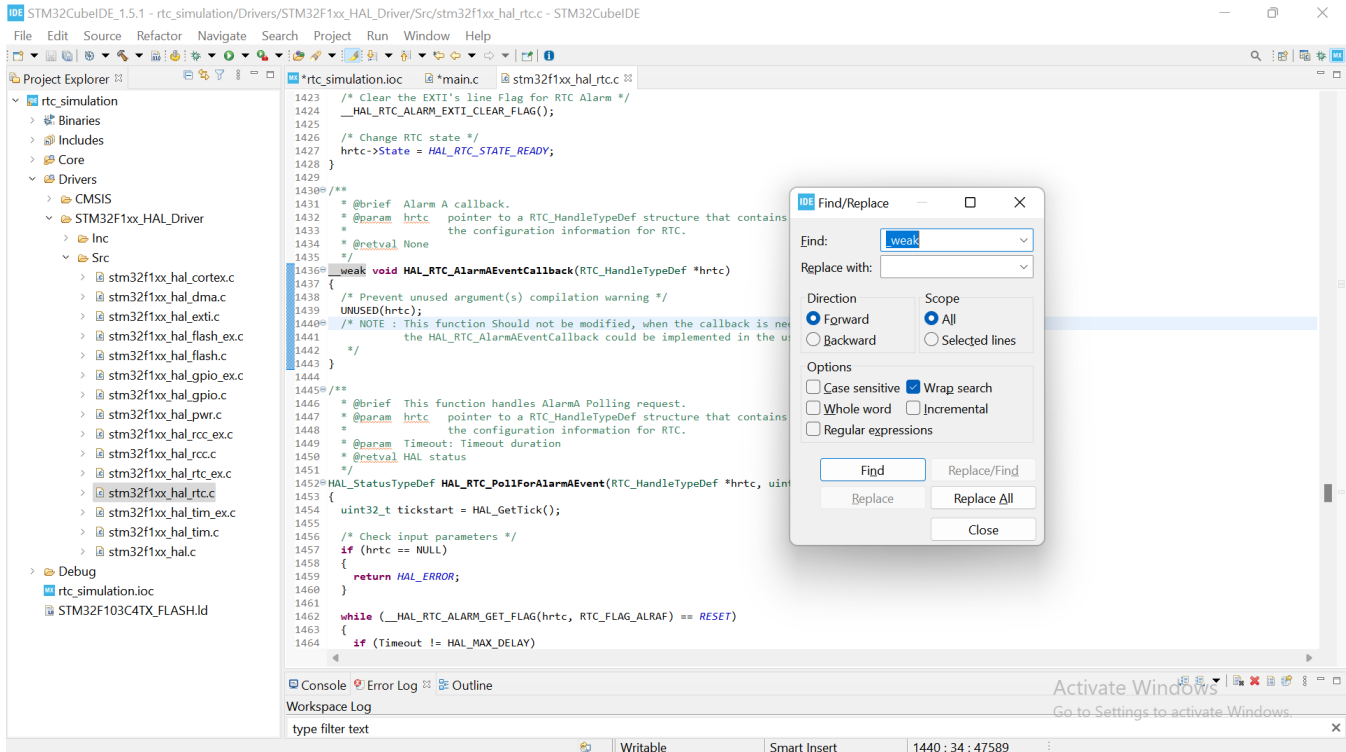 IDE STM32CubeIDE_1.5.1 - rtc_simulation/Drivers/STM32F1xx_HAL_Driver/Src/stm32f1xx_hal_rtc.c - STM32CubeIDE
File Edit Source Refactor Navigate Search Project Run Window Help
Project Explorer
rtc_simulation
Binaries
Includes
Core
Drivers
CMSIS
STM32F1xx_HAL_Driver
Inc
Src
stm32f1xx_hal_cortex.c
stm32f1xx_hal_dma.c
stm32f1xx_hal_exti.c
stm32f1xx_hal_flash_ex.c
stm32f1xx_hal_flash.c
stm32f1xx_hal_gpio_ex.c
stm32f1xx_hal_gpio.c
stm32f1xx_hal_pwr.c
stm32f1xx_hal_rcc_ex.c
stm32f1xx_hal_rcc.c
stm32f1xx_hal_rtc_ex.c
stm32f1xx_hal_rtc.c
stm32f1xx_hal_tim_ex.c
stm32f1xx_hal_tim.c
stm32f1xx_hal.c
Debug
MX rtc_simulation.ioc
STM32F103C4TX_FLASH.ld
MX *rtc_simulation.ioc *main.c stm32f1xx_hal_rtc.c
1423 /* Clear the EXTI's line Flag for RTC Alarm */
1424 __HAL_RTC_ALARM_EXTI_CLEAR_FLAG();
1425
1426 /* Change RTC state */
1427 hrtc->State = HAL_RTC_STATE_READY;
1428 }
1429
1430 /**
1431 * @brief Alarm A callback.
1432 * @param hrtc pointer to a RTC_HandleTypeDef structure that contains
1433 * the configuration information for RTC.
1434 * @retval None
1435 */
1436 __weak void HAL_RTC_AlarmAEventCallback(RTC_HandleTypeDef *hrtc)
1437 {
1438 /* Prevent unused argument(s) compilation warning */
1439 UNUSED(hrtc);
1440 /* NOTE : This function Should not be modified, when the callback is nee
1441 the HAL_RTC_AlarmAEventCallback could be implemented in the us
1442 */
1443 }
1444
1445 /**
1446 * @brief This function handles AlarmA Polling request.
1447 * @param hrtc pointer to a RTC_HandleTypeDef structure that contains
1448 * the configuration information for RTC.
1449 * @param Timeout: Timeout duration
1450 * @retval HAL status
1451 */
1452 HAL_StatusTypeDef HAL_RTC_PollForAlarmAEvent(RTC_HandleTypeDef *hrtc, uint
1453 {
1454 uint32_t tickstart = HAL_GetTick();
1455
1456 /* Check input parameters */
1457 if (hrtc == NULL)
1458 {
1459 return HAL_ERROR;
1460 }
1461
1462 while (__HAL_RTC_ALARM_GET_FLAG(hrtc, RTC_FLAG_ALRAF) == RESET)
1463 {
1464 if (Timeout != HAL_MAX_DELAY)
IDE Find/Replace
Find: _weak
Replace with:
Direction Scope
Forward All
Backward Selected lines
Options
Case sensitive Wrap search
Whole word Incremental
Regular expressions
Find Replace/Find
Replace Replace All
Close
Console Error Log Outline
Workspace Log
type filter text
Activate Windows
Go to Settings to activate Windows.
Writable Smart Insert 1440 : 34 : 47589